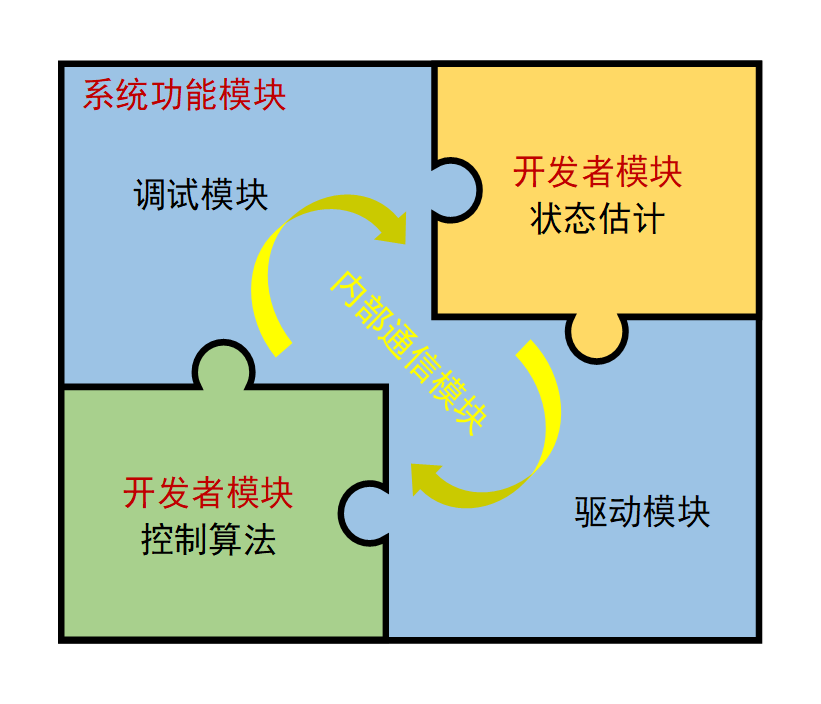 系统功能模块
调试模块
开发者模块
状态估计
内部通信模块
开发者模块
控制算法
驱动模块